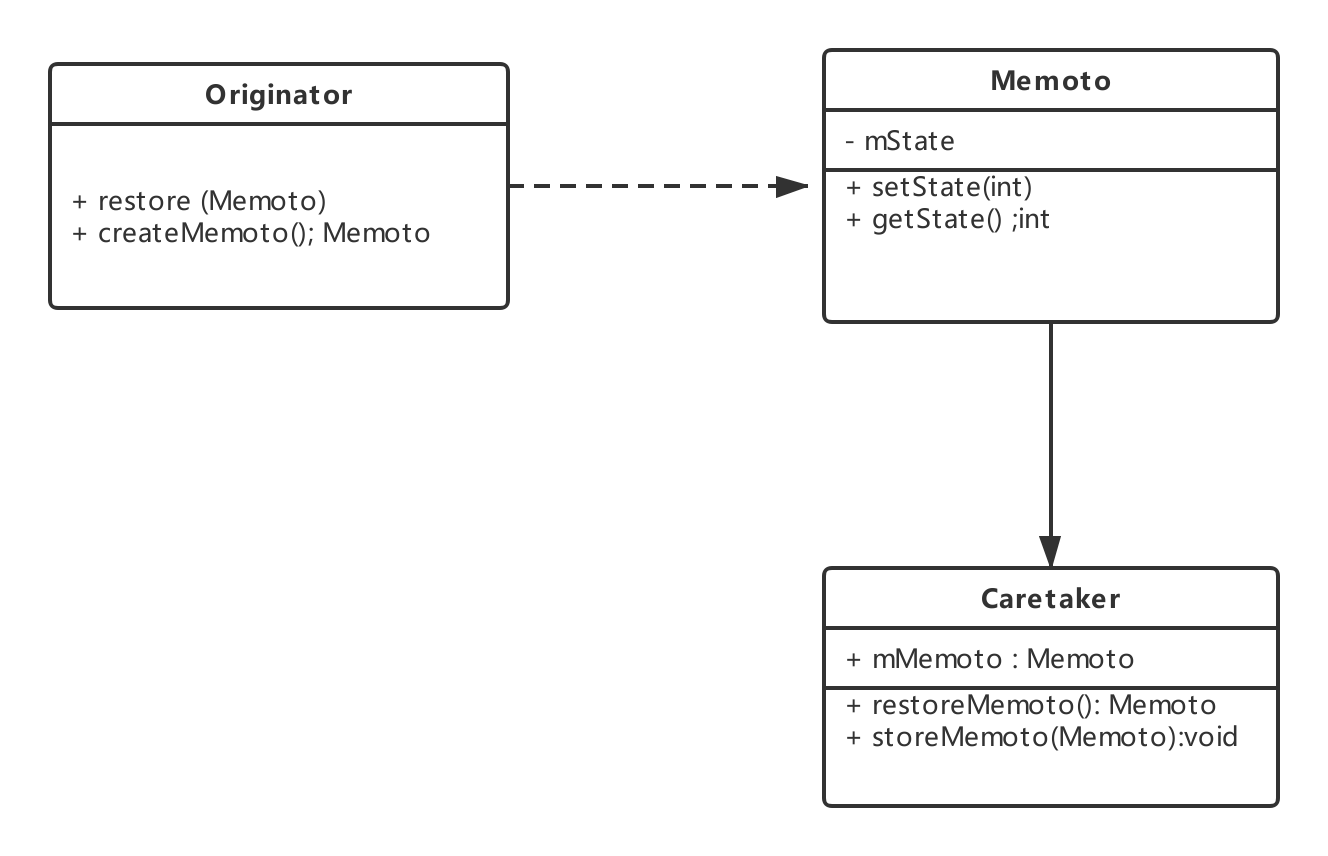 Originator
+ restore (Memoto)
+ createMemoto(); Memoto
Memoto
- mState
+ setState(int)
+ getState() ;int
Caretaker
+ mMemoto : Memoto
+ restoreMemoto(): Memoto
+ storeMemoto(Memoto):void